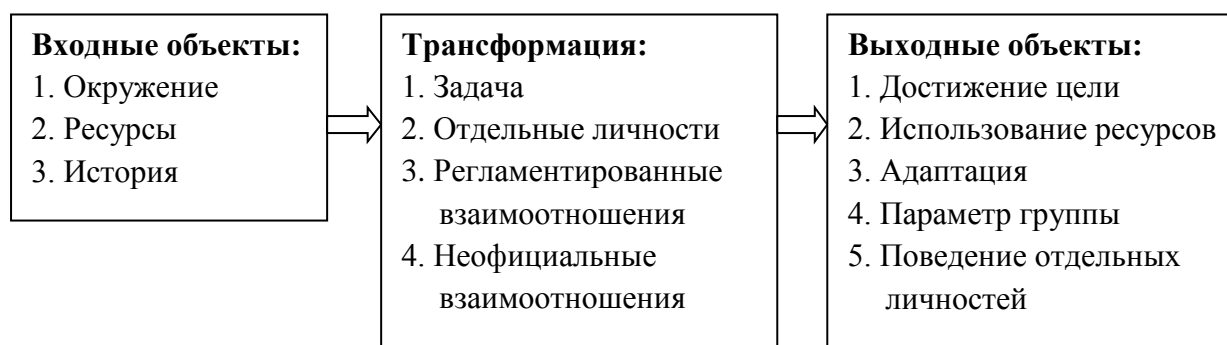 Входные объекты:
1. Окружение
2. Ресурсы
3. История
Трансформация:
1. Задача
2. Отдельные личности
3. Регламентированные
взаимоотношения
4. Неофициальные
взаимоотношения
Выходные объекты:
1. Достижение цели
2. Использование ресурсов
3. Адаптация
4. Параметр группы
5. Поведение отдельных
личностей